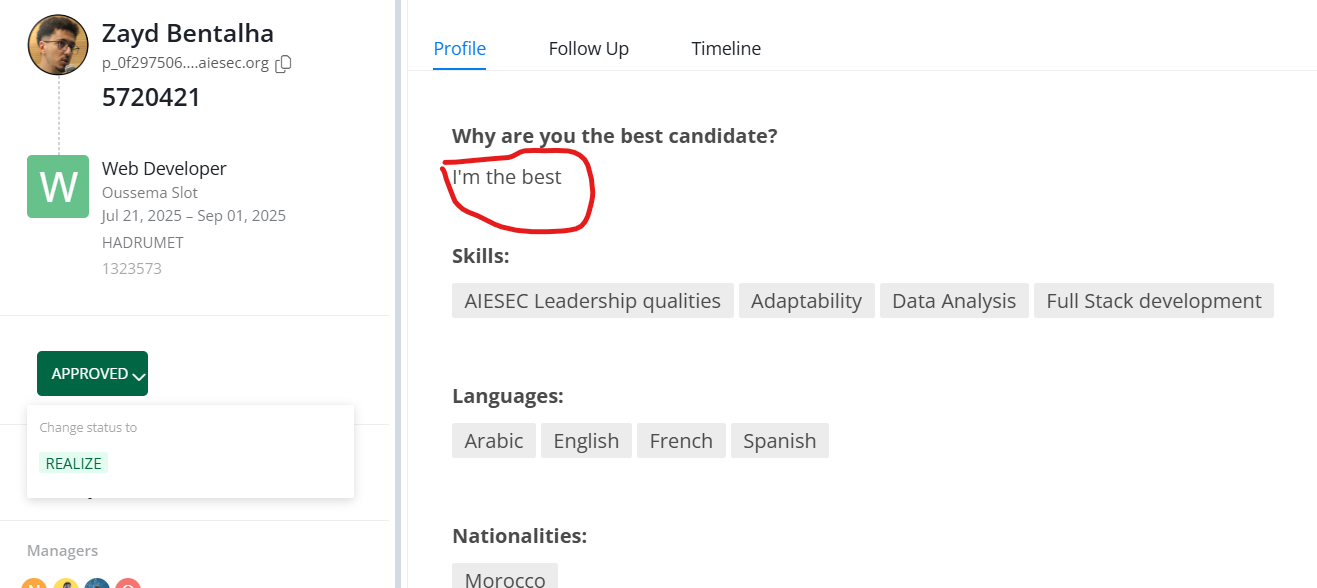 Zayd Bentalha
p_0f297506....aiesec.org
5720421
W
Web Developer
Oussema Slot
Jul 21, 2025 – Sep 01, 2025
HADRUMET
1323573
APPROVED
Change status to
REALIZE
Managers
Profile
Follow Up
Timeline
Why are you the best candidate?
I'm the best
Skills:
AIESEC Leadership qualities
Adaptability
Data Analysis
Full Stack development
Languages:
Arabic
English
French
Spanish
Nationalities:
Morocco